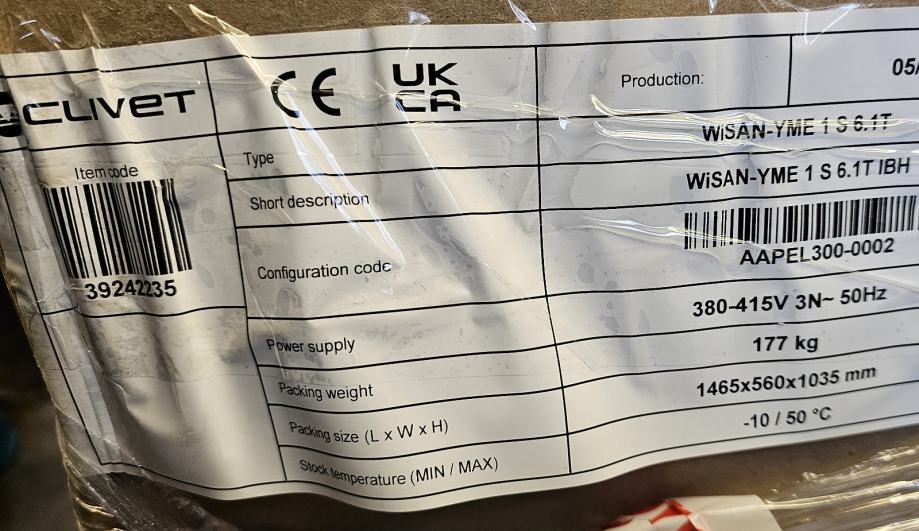 CLIVET
CE UK CA
Production: 05/
Item code
39242235
Type WiSAN-YME 1 S 6.1T
Short description WiSAN-YME 1 S 6.1T IBH
Configuration code AAPEL300-0002
Power supply 380-415V 3N~ 50Hz
Packing weight 177 kg
Packing size (L x W x H) 1465x560x1035 mm
Stock temperature (MIN / MAX) -10 / 50 °C